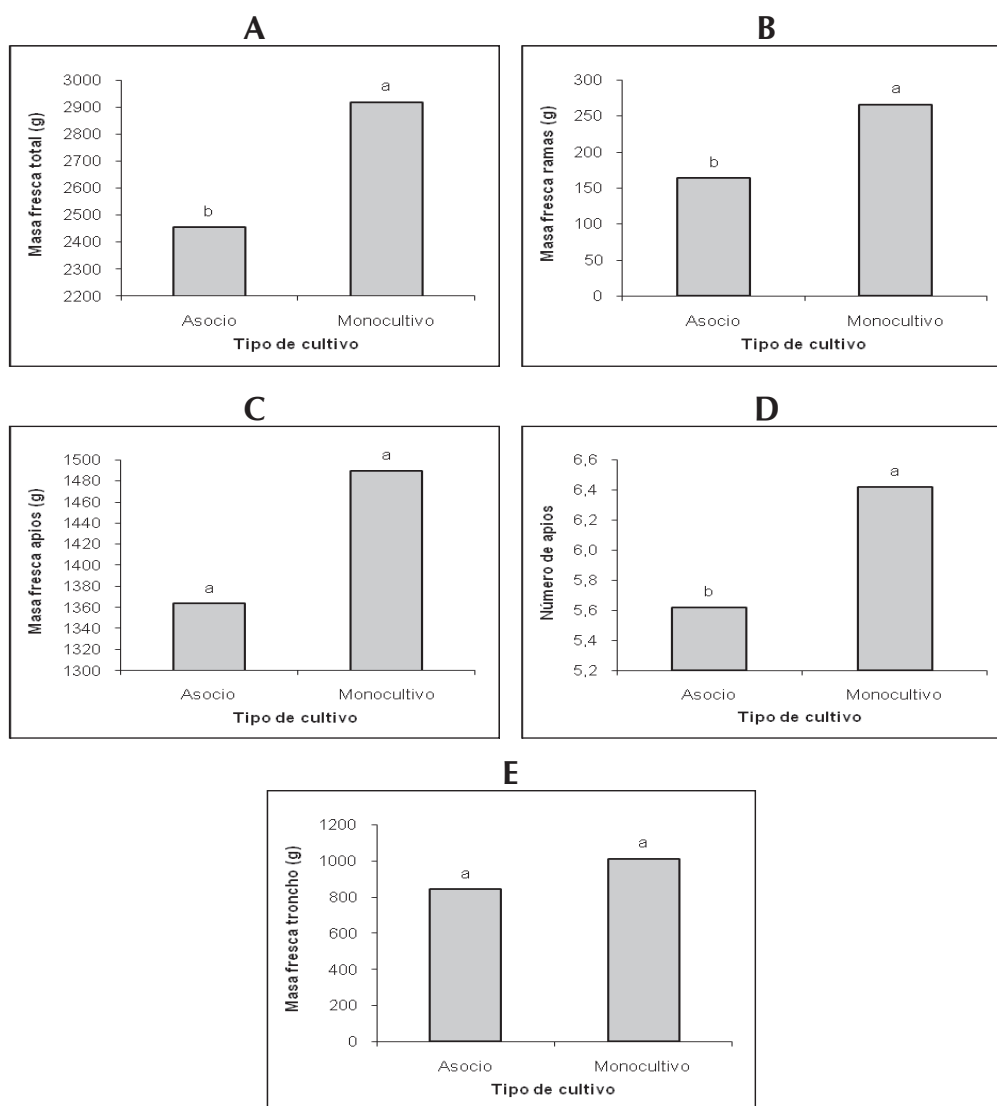 A
Masa fresca total (g)
3000
2900
2800
2700
2600
2500
2400
2300
2200
b
a
Asocio
Monocultivo
Tipo de cultivo
B
Masa fresca ramas (g)
300
250
200
150
100
50
0
b
a
Asocio
Monocultivo
Tipo de cultivo
C
Masa fresca apios (g)
1500
1480
1460
1440
1420
1400
1380
1360
1340
1320
1300
a
a
Asocio
Monocultivo
Tipo de cultivo
D
Número de apios
6,6
6,4
6,2
6,0
5,8
5,6
5,4
5,2
b
a
Asocio
Monocultivo
Tipo de cultivo
E
Masa fresca troncho (g)
1200
1000
800
600
400
200
0
a
a
Asocio
Monocultivo
Tipo de cultivo